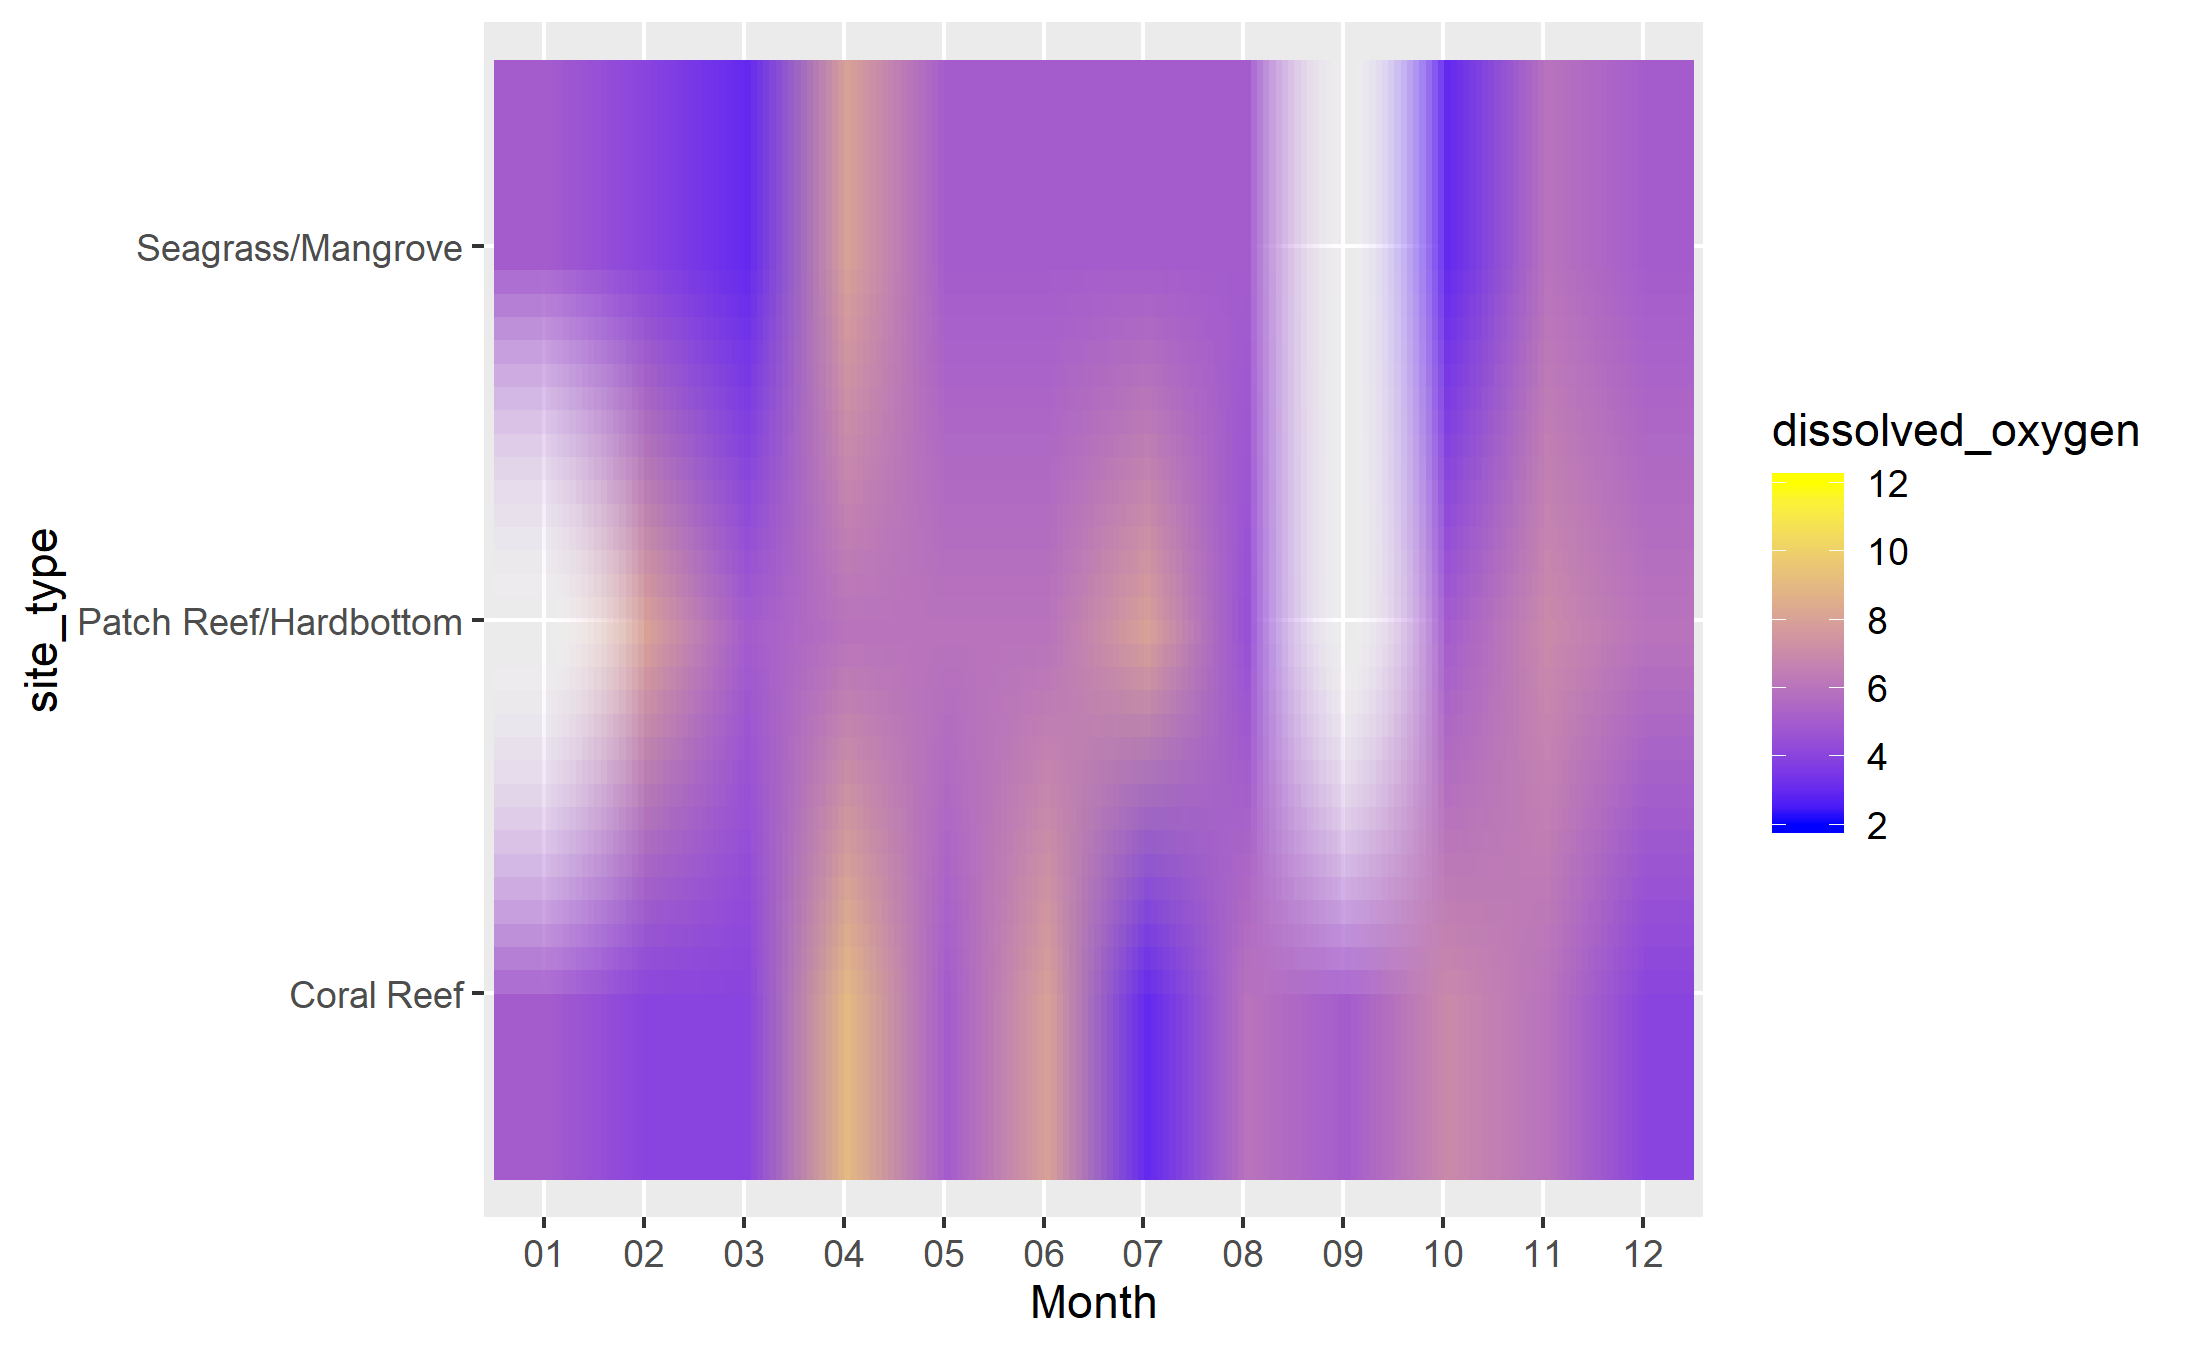 site_type
Seagrass/Mangrove
Patch Reef/Hardbottom
Coral Reef
01 02 03 04 05 06 07 08 09 10 11 12
Month
dissolved_oxygen
12
10
8
6
4
2